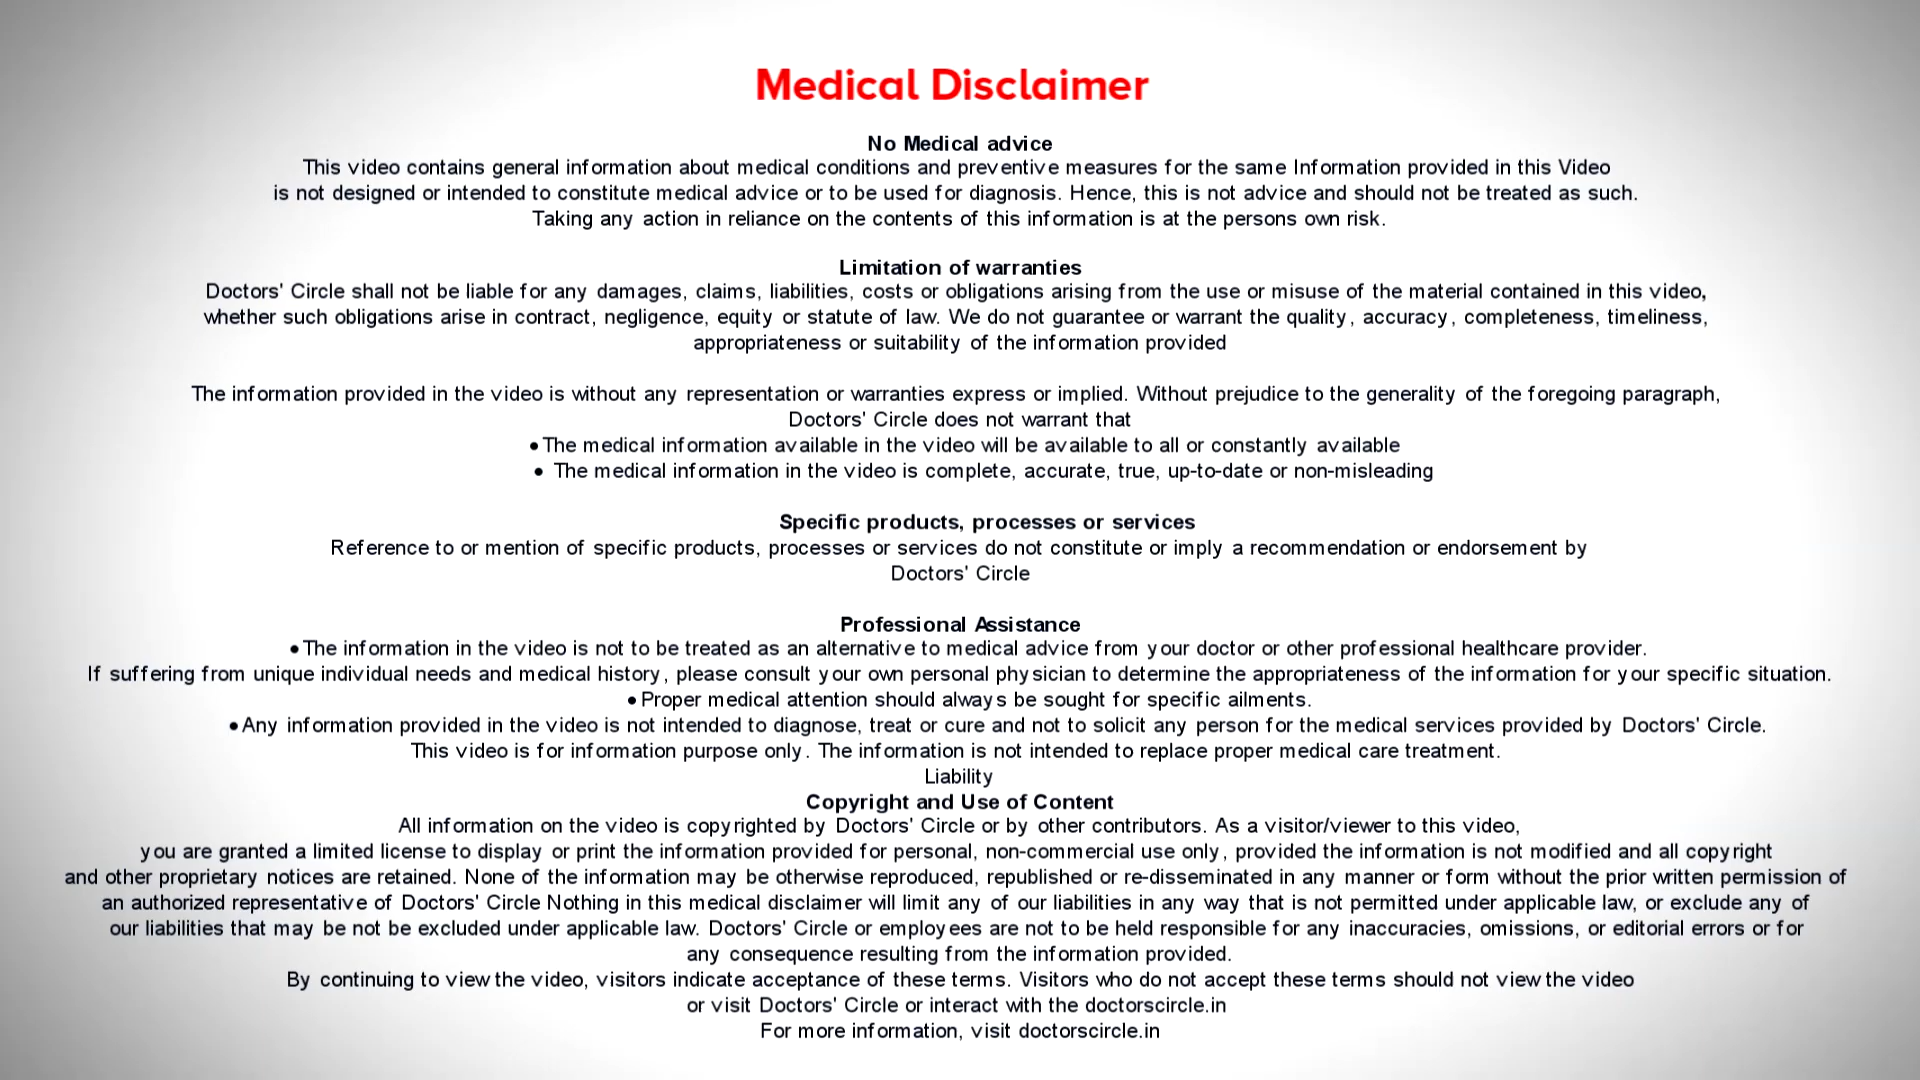 Medical Disclaimer
No Medical advice
This video contains general information about medical conditions and preventive measures for the same Information provided in this Video
is not designed or intended to constitute medical advice or to be used for diagnosis. Hence, this is not advice and should not be treated as such.
Taking any action in reliance on the contents of this information is at the persons own risk.
Limitation of warranties
Doctors' Circle shall not be liable for any damages, claims, liabilities, costs or obligations arising from the use or misuse of the material contained in this video,
whether such obligations arise in contract, negligence, equity or statute of law. We do not guarantee or warrant the quality, accuracy, completeness, timeliness,
appropriateness or suitability of the information provided
The information provided in the video is without any representation or warranties express or implied. Without prejudice to the generality of the foregoing paragraph,
Doctors' Circle does not warrant that
• The medical information available in the video will be available to all or constantly available
• The medical information in the video is complete, accurate, true, up-to-date or non-misleading
Specific products, processes or services
Reference to or mention of specific products, processes or services do not constitute or imply a recommendation or endorsement by
Doctors' Circle
Professional Assistance
• The information in the video is not to be treated as an alternative to medical advice from your doctor or other professional healthcare provider.
If suffering from unique individual needs and medical history, please consult your own personal physician to determine the appropriateness of the information for your specific situation.
• Proper medical attention should always be sought for specific ailments.
• Any information provided in the video is not intended to diagnose, treat or cure and not to solicit any person for the medical services provided by Doctors' Circle.
This video is for information purpose only. The information is not intended to replace proper medical care treatment.
Liability
Copyright and Use of Content
All information on the video is copyrighted by Doctors' Circle or by other contributors. As a visitor/viewer to this video,
you are granted a limited license to display or print the information provided for personal, non-commercial use only, provided the information is not modified and all copyright
and other proprietary notices are retained. None of the information may be otherwise reproduced, republished or re-disseminated in any manner or form without the prior written permission of
an authorized representative of Doctors' Circle Nothing in this medical disclaimer will limit any of our liabilities in any way that is not permitted under applicable law, or exclude any of
our liabilities that may be not be excluded under applicable law. Doctors' Circle or employees are not to be held responsible for any inaccuracies, omissions, or editorial errors or for
any consequence resulting from the information provided.
By continuing to view the video, visitors indicate acceptance of these terms. Visitors who do not accept these terms should not view the video
or visit Doctors' Circle or interact with the doctorscircle.in
For more information, visit doctorscircle.in